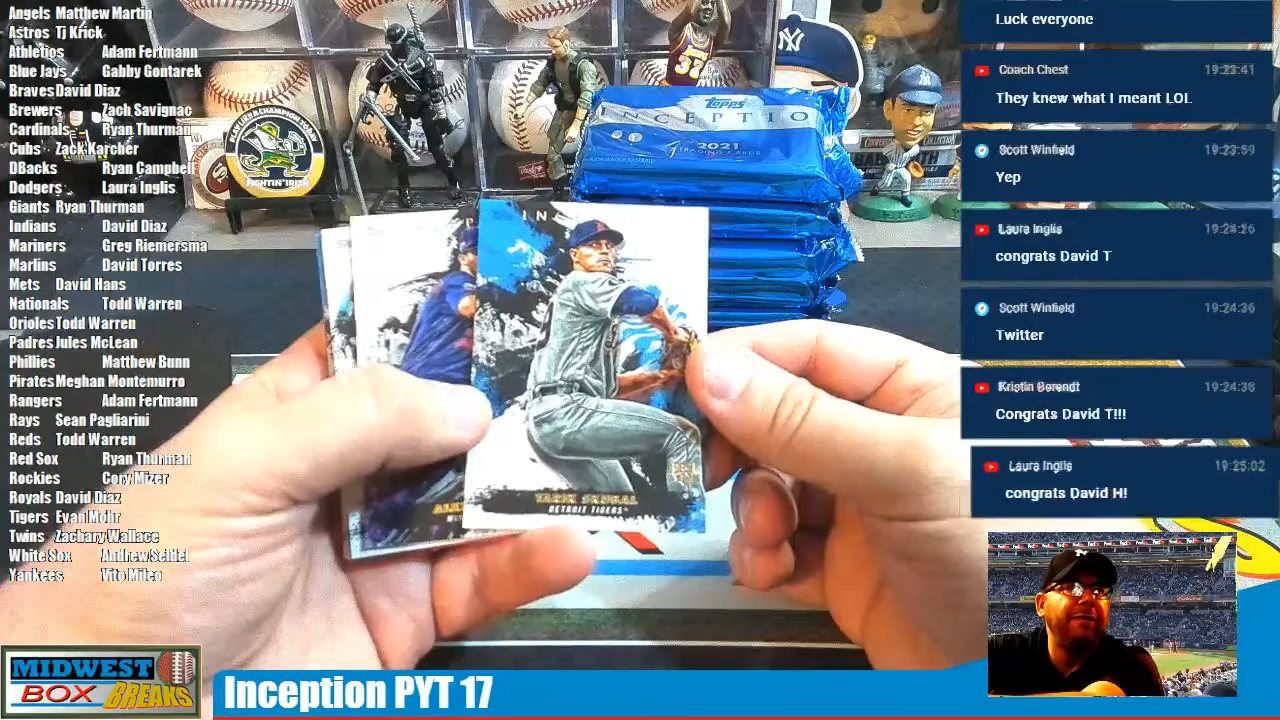 Angels Matthew Martin
Astros Tj Krick
Athletics Adam Fertmann
Blue Jays Gabby Gontarek
Braves David Diaz
Brewers Zach Savignac
Cardinals Ryan Thurman
Cubs Zack Karcher
DBacks Ryan Campbell
Dodgers Laura Inglis
Giants Ryan Thurman
Indians David Diaz
Mariners Greg Riemersma
Marlins David Torres
Mets David Hans
Nationals Todd Warren
Orioles Todd Warren
Padres Jules McLean
Phillies Matthew Bunn
Pirates Meghan Montemurro
Rangers Adam Fertmann
Rays Sean Pagliarini
Reds Todd Warren
Red Sox Ryan Thurman
Rockies Cory Mizer
Royals David Diaz
Tigers Evan Mohr
Twins Zachary Wallace
White Sox Andrew Seidel
Yankees Vito Mileo
MIDWEST
BOX BREAKS
Inception PYT 17
FIGHTIN' IRISH
37
Topps
INCEPTIO
2021
TRADING CARDS
IN
TARIK SKUBAL
DETROIT TIGERS
Luck everyone
Coach Chest 19:23:41
They knew what I meant LOL
Scott Winfield 19:23:59
Yep
Laura Inglis 19:24:26
congrats David T
Scott Winfield 19:24:36
Twitter
Kristin Berendt 19:24:38
Congrats David T!!!
Laura Inglis 19:25:02
congrats David H!